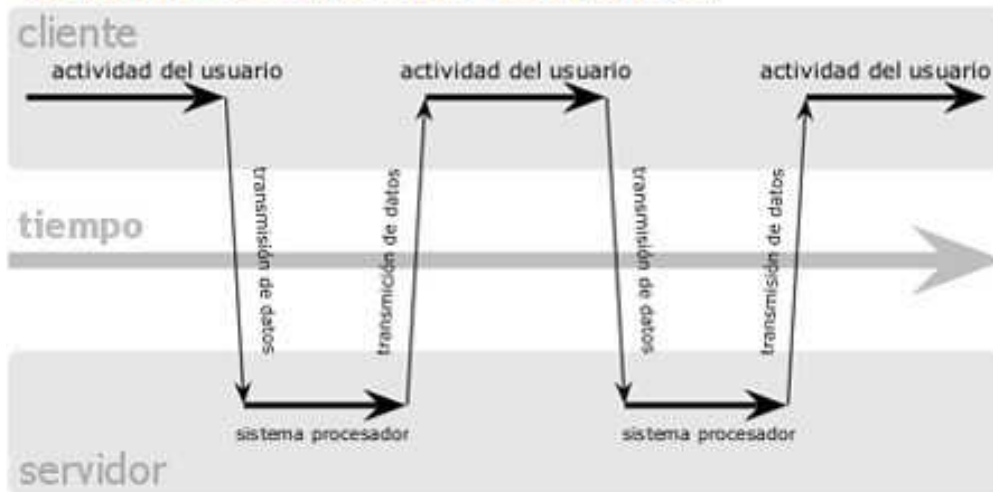 cliente
actividad del usuario
actividad del usuario
actividad del usuario
transmisión de datos
transmición de datos
transmisión de datos
transmisión de datos
tiempo
sistema procesador
sistema procesador
servidor